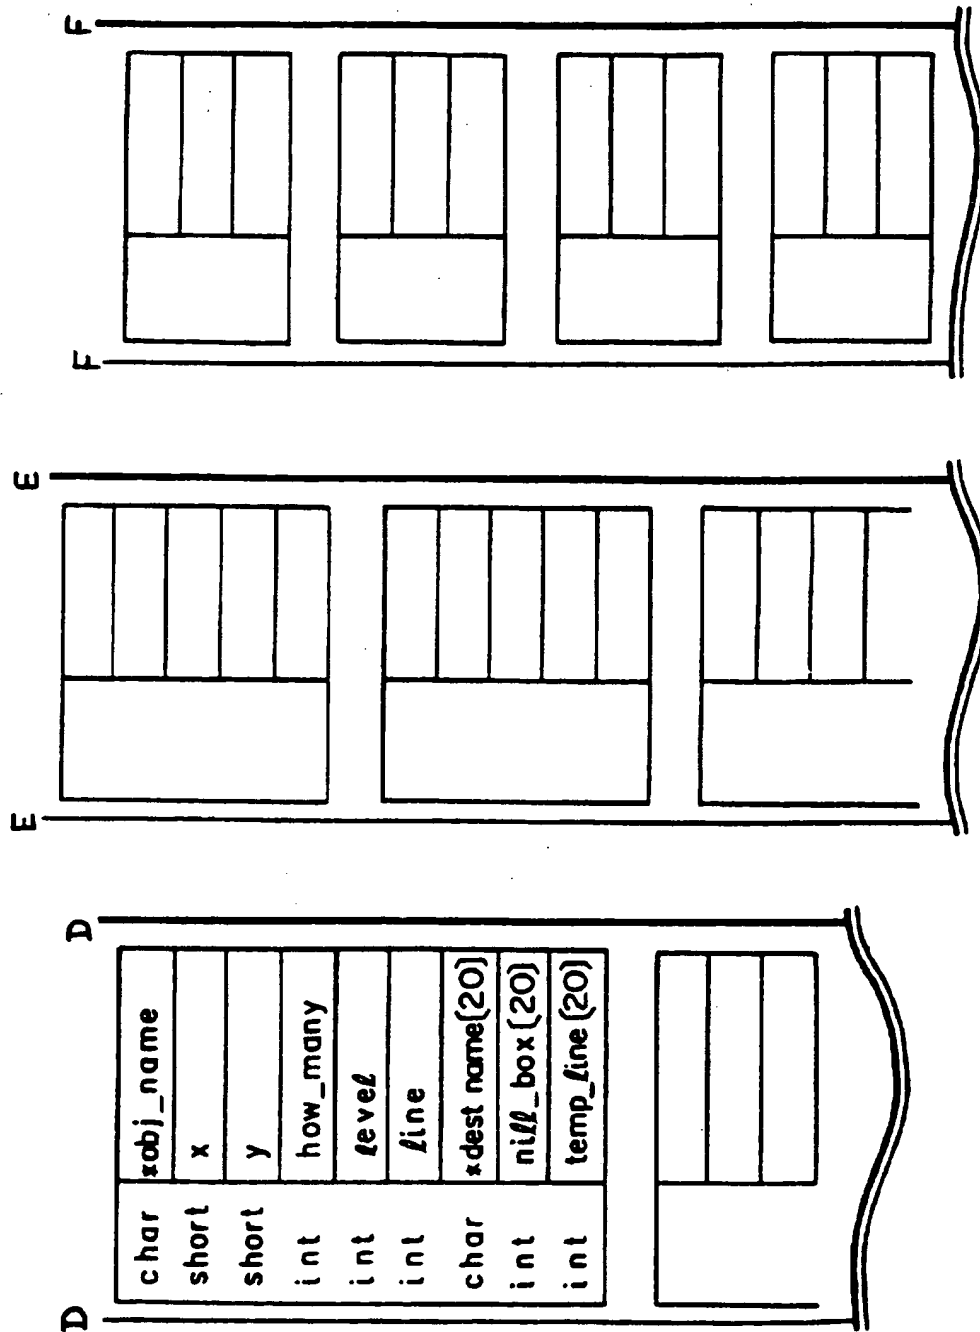 D D
char *obj_name
short x
short y
int how_many
int level
int line
char *dest name(20)
int nill_box(20)
int temp_line(20)
E E
F F